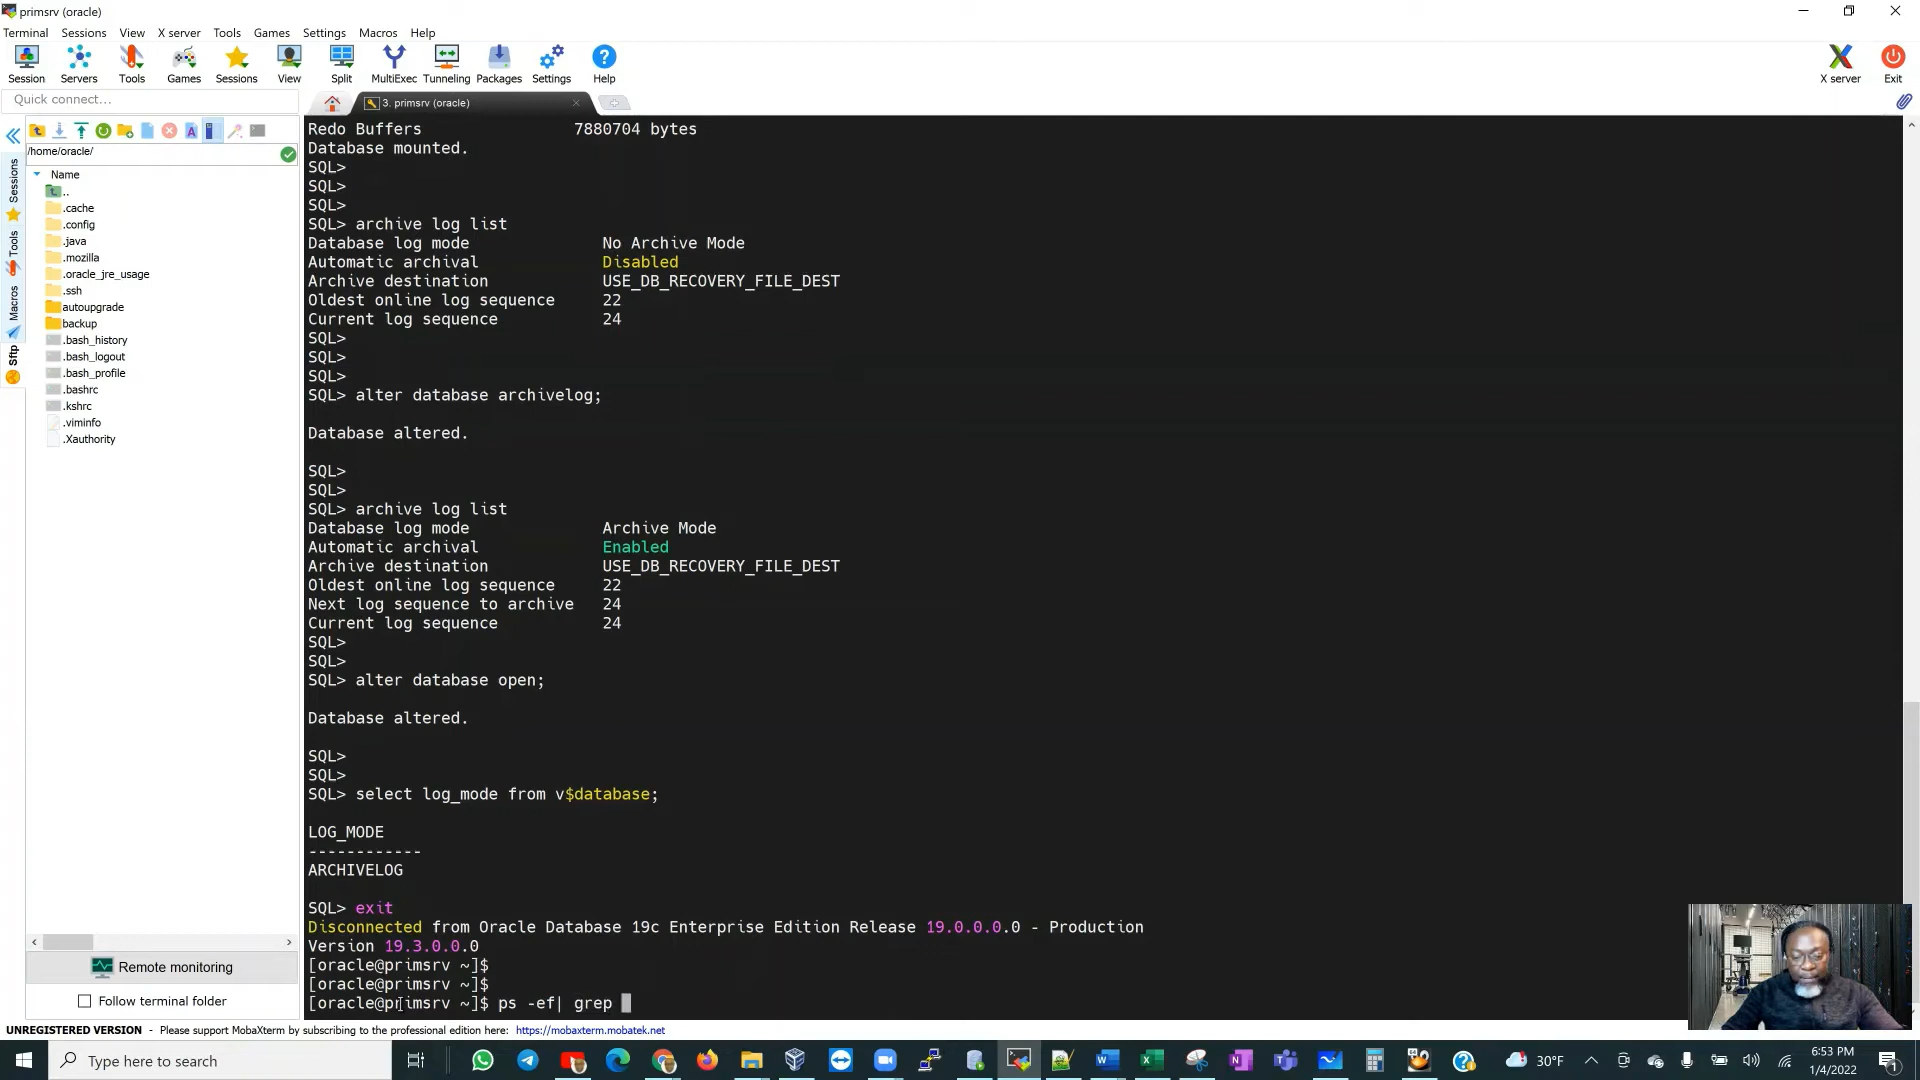 primsrv (oracle)
Terminal Sessions View X server Tools Games Settings Macros Help
Session Servers Tools Games Sessions View Split MultiExec Tunneling Packages Settings Help X server Exit
Quick connect...
3. primsrv (oracle)
/home/oracle/
Name
..
.cache
.config
.java
.mozilla
.oracle_jre_usage
.ssh
autoupgrade
backup
.bash_history
.bash_logout
.bash_profile
.bashrc
.kshrc
.viminfo
.Xauthority
Sessions
Tools
Macros
Sftp
Remote monitoring
Follow terminal folder
Redo Buffers 7880704 bytes
Database mounted.
SQL>
SQL>
SQL>
SQL> archive log list
Database log mode No Archive Mode
Automatic archival Disabled
Archive destination USE_DB_RECOVERY_FILE_DEST
Oldest online log sequence 22
Current log sequence 24
SQL>
SQL>
SQL>
SQL> alter database archivelog;
Database altered.
SQL>
SQL>
SQL> archive log list
Database log mode Archive Mode
Automatic archival Enabled
Archive destination USE_DB_RECOVERY_FILE_DEST
Oldest online log sequence 22
Next log sequence to archive 24
Current log sequence 24
SQL>
SQL>
SQL> alter database open;
Database altered.
SQL>
SQL>
SQL> select log_mode from v$database;
LOG_MODE
------------
ARCHIVELOG
SQL> exit
Disconnected from Oracle Database 19c Enterprise Edition Release 19.0.0.0.0 - Production
Version 19.3.0.0.0
[oracle@primsrv ~]$
[oracle@primsrv ~]$
[oracle@primsrv ~]$ ps -ef| grep
UNREGISTERED VERSION - Please support MobaXterm by subscribing to the professional edition here: https://mobaxterm.mobatek.net
Type here to search
30°F
6:53 PM
1/4/2022